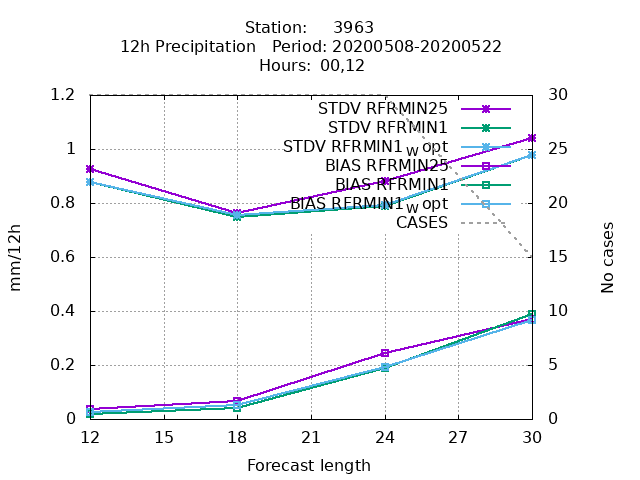 Station: 3963
12h Precipitation Period: 20200508-20200522
Hours: 00,12
1.2
1
0.8
0.6
0.4
0.2
0
mm/12h
30
25
20
15
10
5
0
No cases
STDV RFRMIN25
STDV RFRMIN1
STDV RFRMIN1w opt
BIAS RFRMIN25
BIAS RFRMIN1
BIAS RFRMIN1w opt
CASES
12 15 18 21 24 27 30
Forecast length